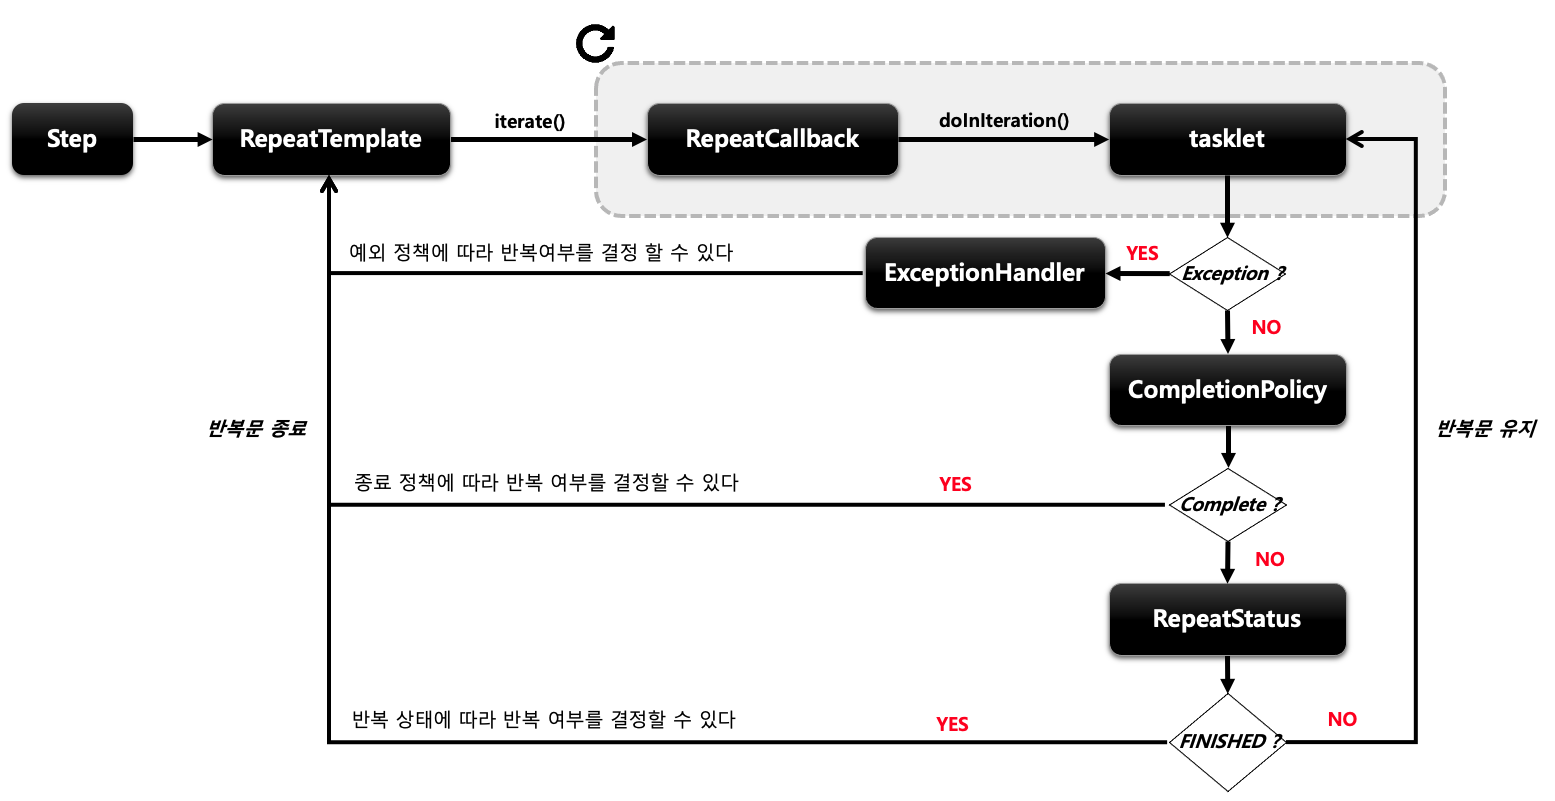 Step
RepeatTemplate
iterate()
RepeatCallback
doInIteration()
tasklet
예외 정책에 따라 반복여부를 결정 할 수 있다
ExceptionHandler
YES
Exception ?
NO
CompletionPolicy
반복문 종료
반복문 유지
종료 정책에 따라 반복 여부를 결정할 수 있다
YES
Complete ?
NO
RepeatStatus
반복 상태에 따라 반복 여부를 결정할 수 있다
YES
FINISHED ?
NO